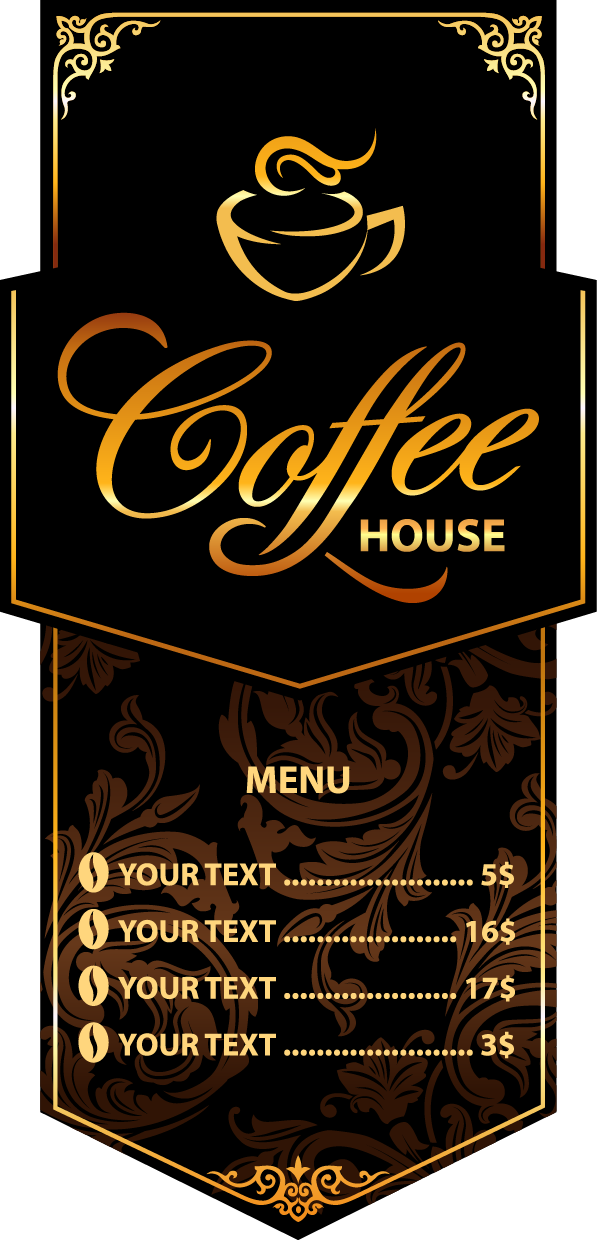 Coffee
HOUSE
MENU
YOUR TEXT ....................... 5$
YOUR TEXT ..................... 16$
YOUR TEXT ..................... 17$
YOUR TEXT ....................... 3$